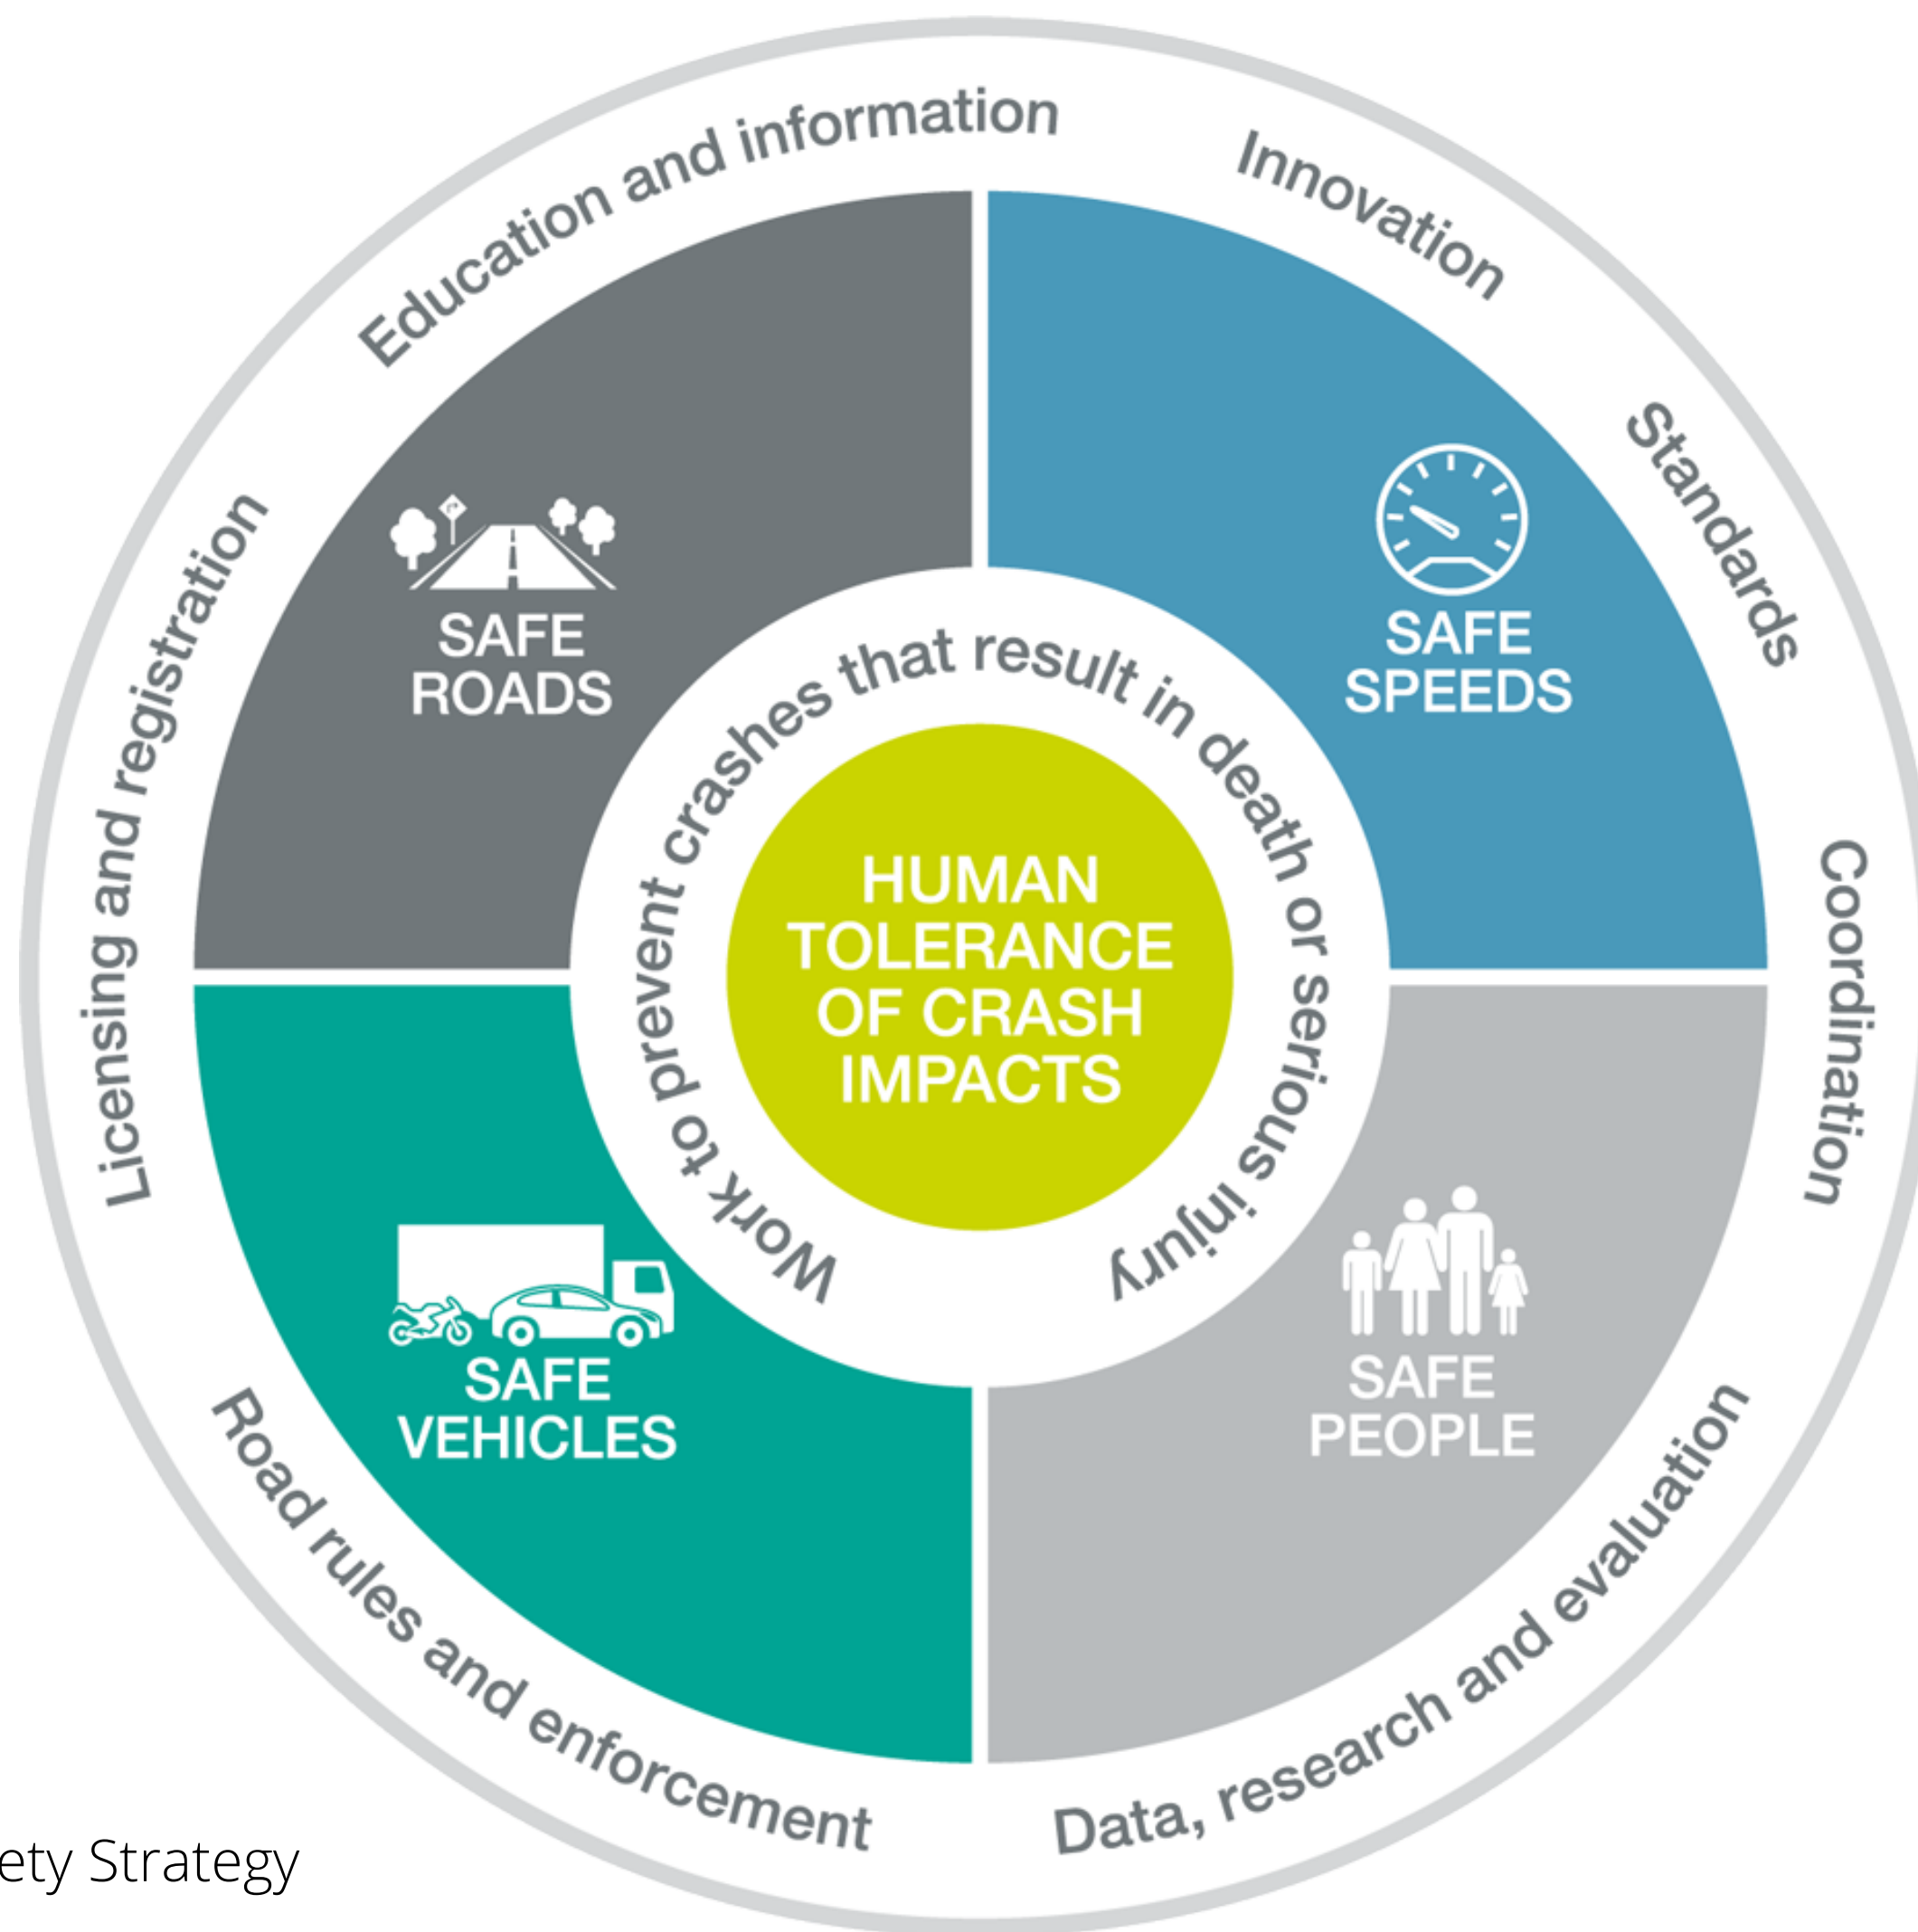 Education and information
Innovation
Standards
Coordination
Data, research and evaluation
Road rules and enforcement
Licensing and registration
SAFE
ROADS
SAFE
SPEEDS
Work to prevent crashes that result in death or serious injury
HUMAN
TOLERANCE
OF CRASH
IMPACTS
SAFE
VEHICLES
SAFE
PEOPLE
ety Strategy